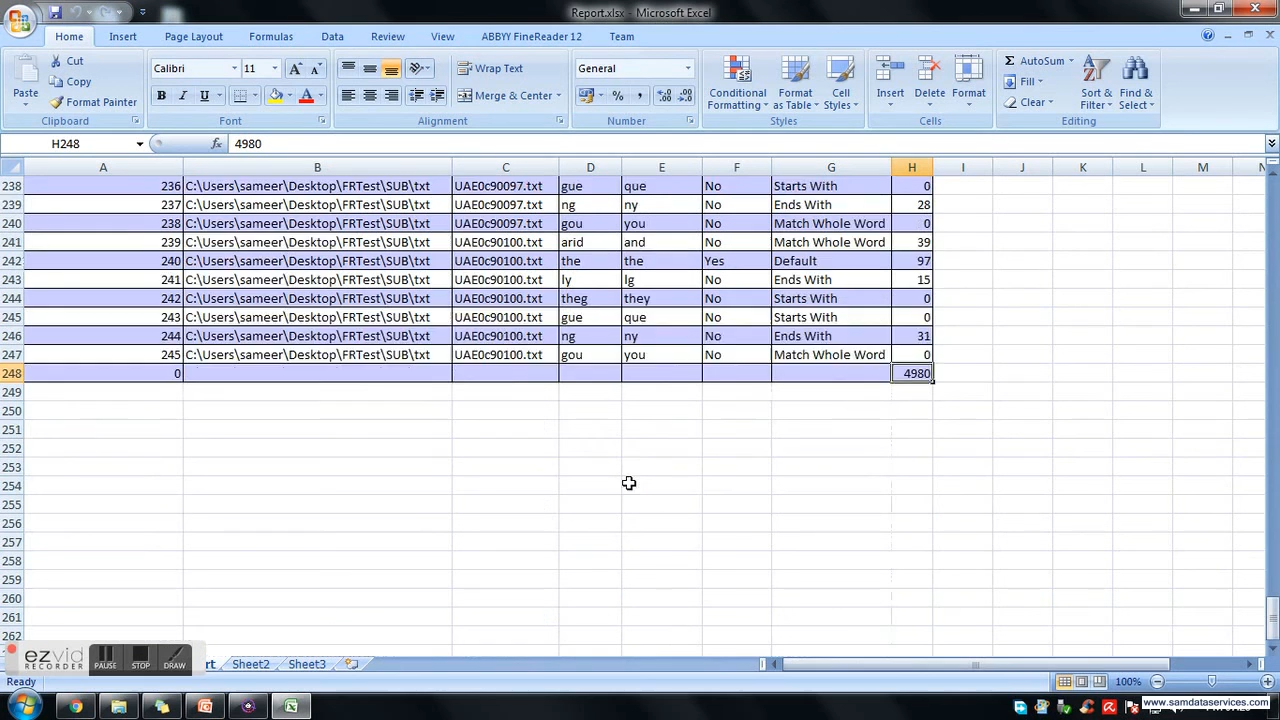 Report.xlsx - Microsoft Excel
Home Insert Page Layout Formulas Data Review View ABBYY FineReader 12 Team
Paste
Cut
Copy
Format Painter
Clipboard
Calibri 11
B I U A
Font
Wrap Text
Merge & Center
Alignment
General
$ % ,
Number
Conditional Formatting
Format as Table
Cell Styles
Styles
Insert
Delete
Format
Cells
Σ AutoSum
Fill
Clear
Sort & Filter
Find & Select
Editing
H248 fx 4980
A B C D E F G H I J K L M N
238 236 C:\Users\sameer\Desktop\FRTest\SUB\txt UAE0c90097.txt gue que No Starts With 0
239 237 C:\Users\sameer\Desktop\FRTest\SUB\txt UAE0c90097.txt ng ny No Ends With 28
240 238 C:\Users\sameer\Desktop\FRTest\SUB\txt UAE0c90097.txt gou you No Match Whole Word 0
241 239 C:\Users\sameer\Desktop\FRTest\SUB\txt UAE0c90100.txt arid and No Match Whole Word 39
242 240 C:\Users\sameer\Desktop\FRTest\SUB\txt UAE0c90100.txt the the Yes Default 97
243 241 C:\Users\sameer\Desktop\FRTest\SUB\txt UAE0c90100.txt ly lg No Ends With 15
244 242 C:\Users\sameer\Desktop\FRTest\SUB\txt UAE0c90100.txt theg they No Starts With 0
245 243 C:\Users\sameer\Desktop\FRTest\SUB\txt UAE0c90100.txt gue que No Starts With 0
246 244 C:\Users\sameer\Desktop\FRTest\SUB\txt UAE0c90100.txt ng ny No Ends With 31
247 245 C:\Users\sameer\Desktop\FRTest\SUB\txt UAE0c90100.txt gou you No Match Whole Word 0
248 0 4980
249
250
251
252
253
254
255
256
257
258
259
260
261
262
ezvid
RECORDER
PAUSE STOP DRAW
Sheet2 Sheet3
Ready 100%
www.samdataservices.com